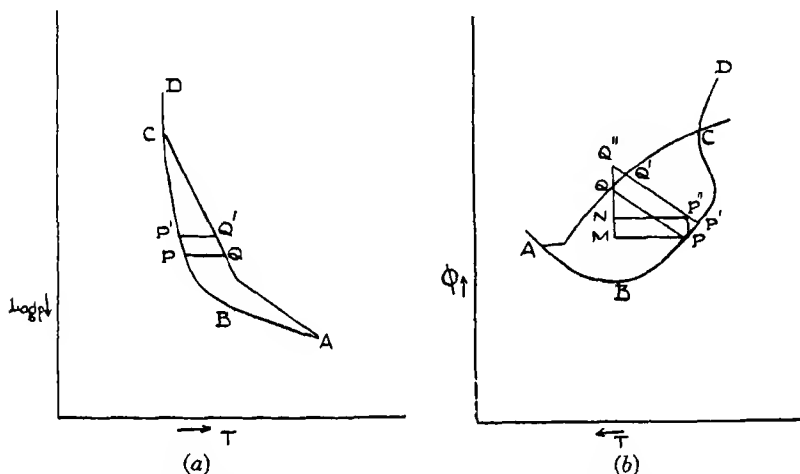 D
C
P' Q'
P Q
B
A
Log p ↓
→ T
(a)
D
C
Q''
Q'
Q
N P''
P'
M P
A
B
Φ ↑
← T
(b)